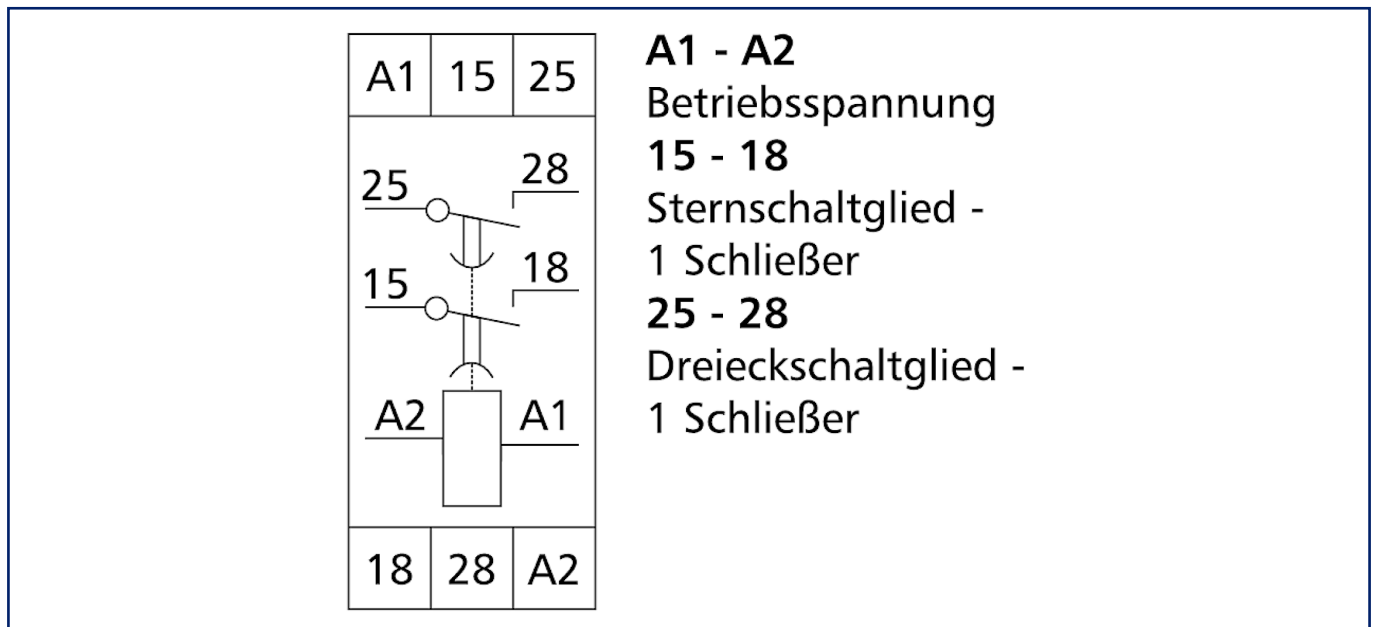 A1 15 25
25 28
15 18
A2 A1
18 28 A2
A1 - A2
Betriebsspannung
15 - 18
Sternschaltglied -
1 Schließer
25 - 28
Dreieckschaltglied -
1 Schließer